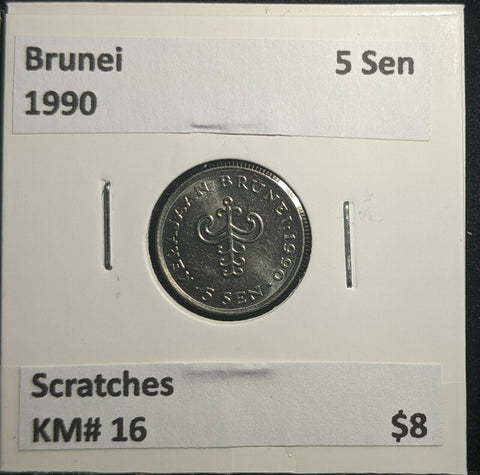 Brunei 5 Sen
1990
KERAJAAN BRUNEI·1990
·5 SEN·
Scratches
KM# 16 $8